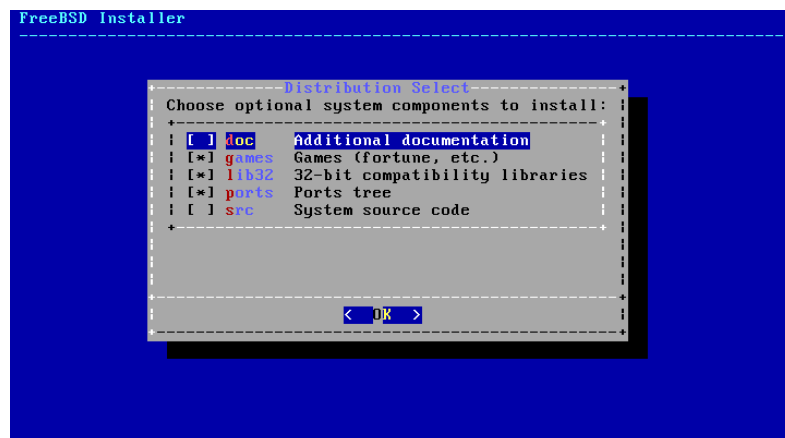 FreeBSD Installer
Distribution Select
Choose optional system components to install:
[ ] doc Additional documentation
[*] games Games (fortune, etc.)
[*] lib32 32-bit compatibility libraries
[*] ports Ports tree
[ ] src System source code
< OK >